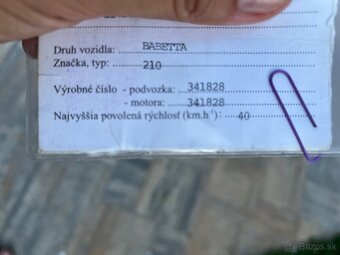 Druh vozidla: BABETTA
Značka, typ: 210
Výrobné číslo - podvozka: 341828
- motora: 341828
Najvyššia povolená rýchlosť (km.h⁻¹): 40
Bazos.sk